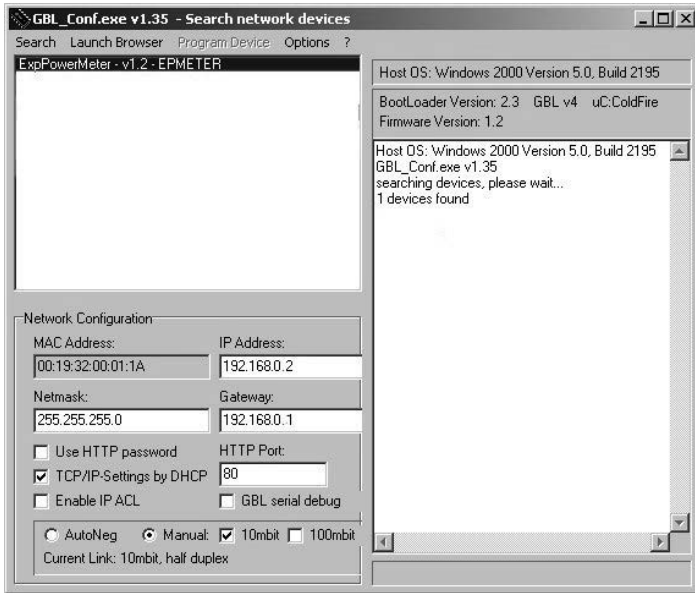 GBL_Conf.exe v1.35 - Search network devices
Search Launch Browser Program Device Options ?
ExpPowerMeter - v1.2 - EPMETER
Host OS: Windows 2000 Version 5.0, Build 2195
BootLoader Version: 2.3 GBL v4 uC:ColdFire
Firmware Version: 1.2
Host OS: Windows 2000 Version 5.0, Build 2195
GBL_Conf.exe v1.35
searching devices, please wait...
1 devices found
Network Configuration
MAC Address: IP Address:
00:19:32:00:01:1A 192.168.0.2
Netmask: Gateway:
255.255.255.0 192.168.0.1
Use HTTP password HTTP Port:
TCP/IP-Settings by DHCP 80
Enable IP ACL GBL serial debug
AutoNeg Manual: 10mbit 100mbit
Current Link: 10mbit, half duplex